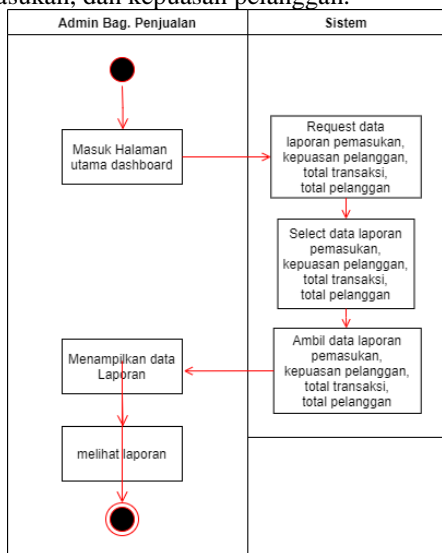 dan kepuasan pelanggan.
Admin Bag. Penjualan
Sistem
Masuk Halaman
utama dashboard
Request data
laporan pemasukan,
kepuasan pelanggan,
total transaksi,
total pelanggan
Select data laporan
pemasukan,
kepuasan pelanggan,
total transaksi,
total pelanggan
Ambil data laporan
pemasukan,
kepuasan pelanggan,
total transaksi,
total pelanggan
Menampilkan data
Laporan
melihat laporan